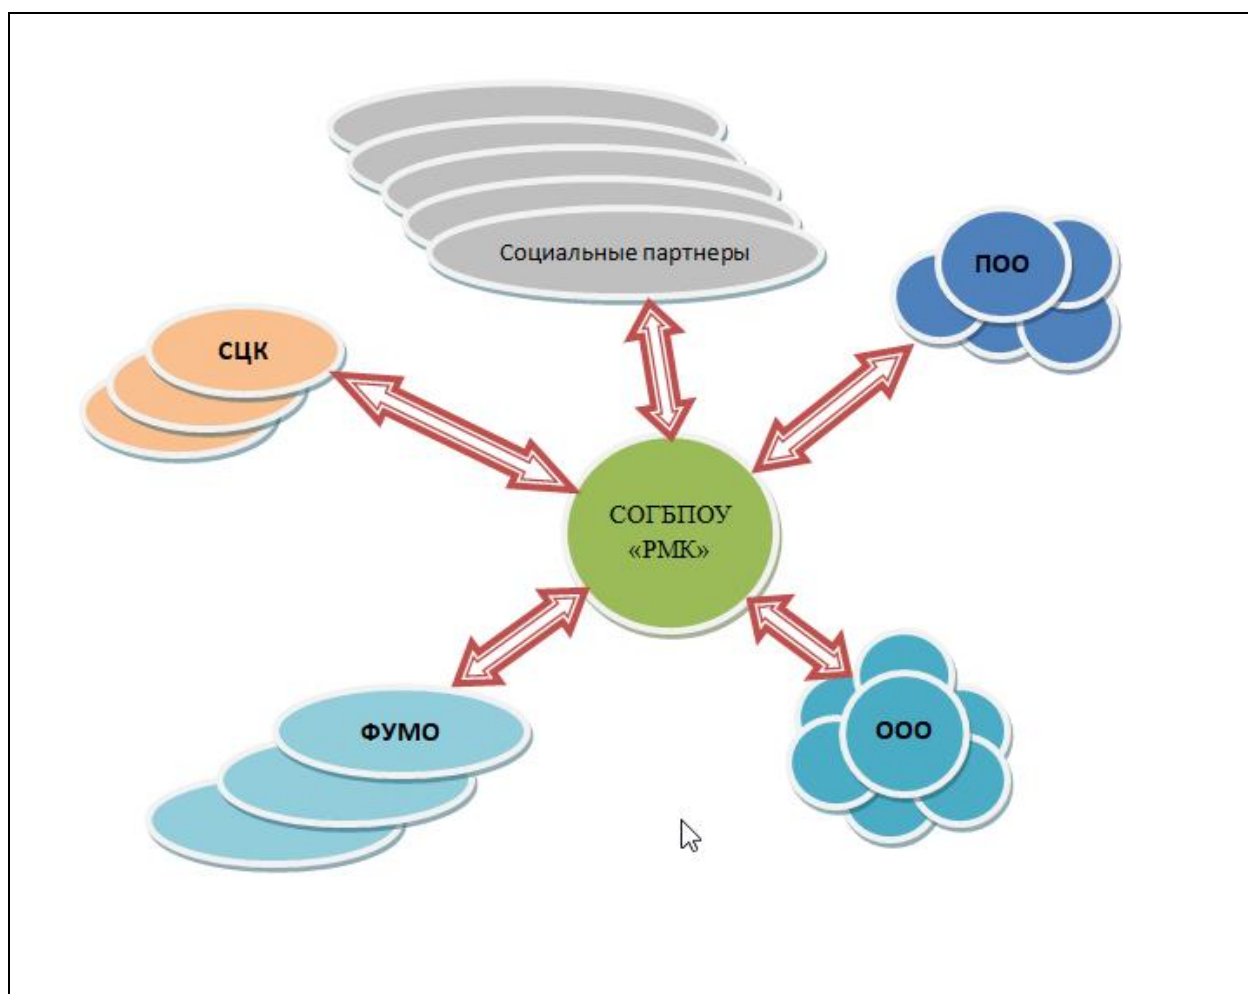 Социальные партнеры
ПОО
СЦК
СОГБПОУ
«РМК»
ФУМО
ООО